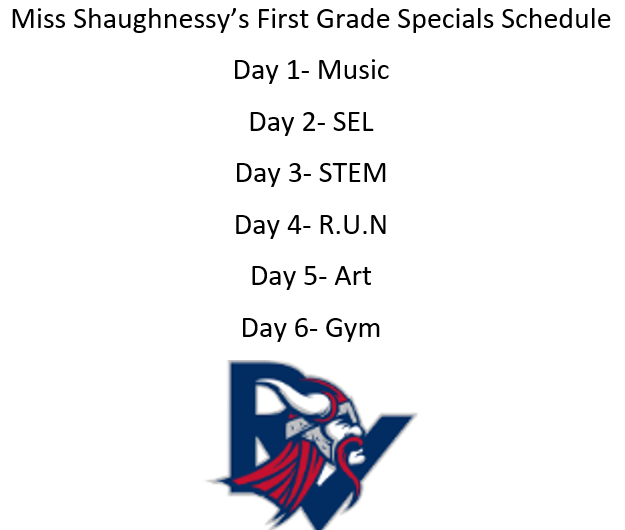 Miss Shaughnessy’s First Grade Specials Schedule
Day 1- Music
Day 2- SEL
Day 3- STEM
Day 4- R.U.N
Day 5- Art
Day 6- Gym
RV